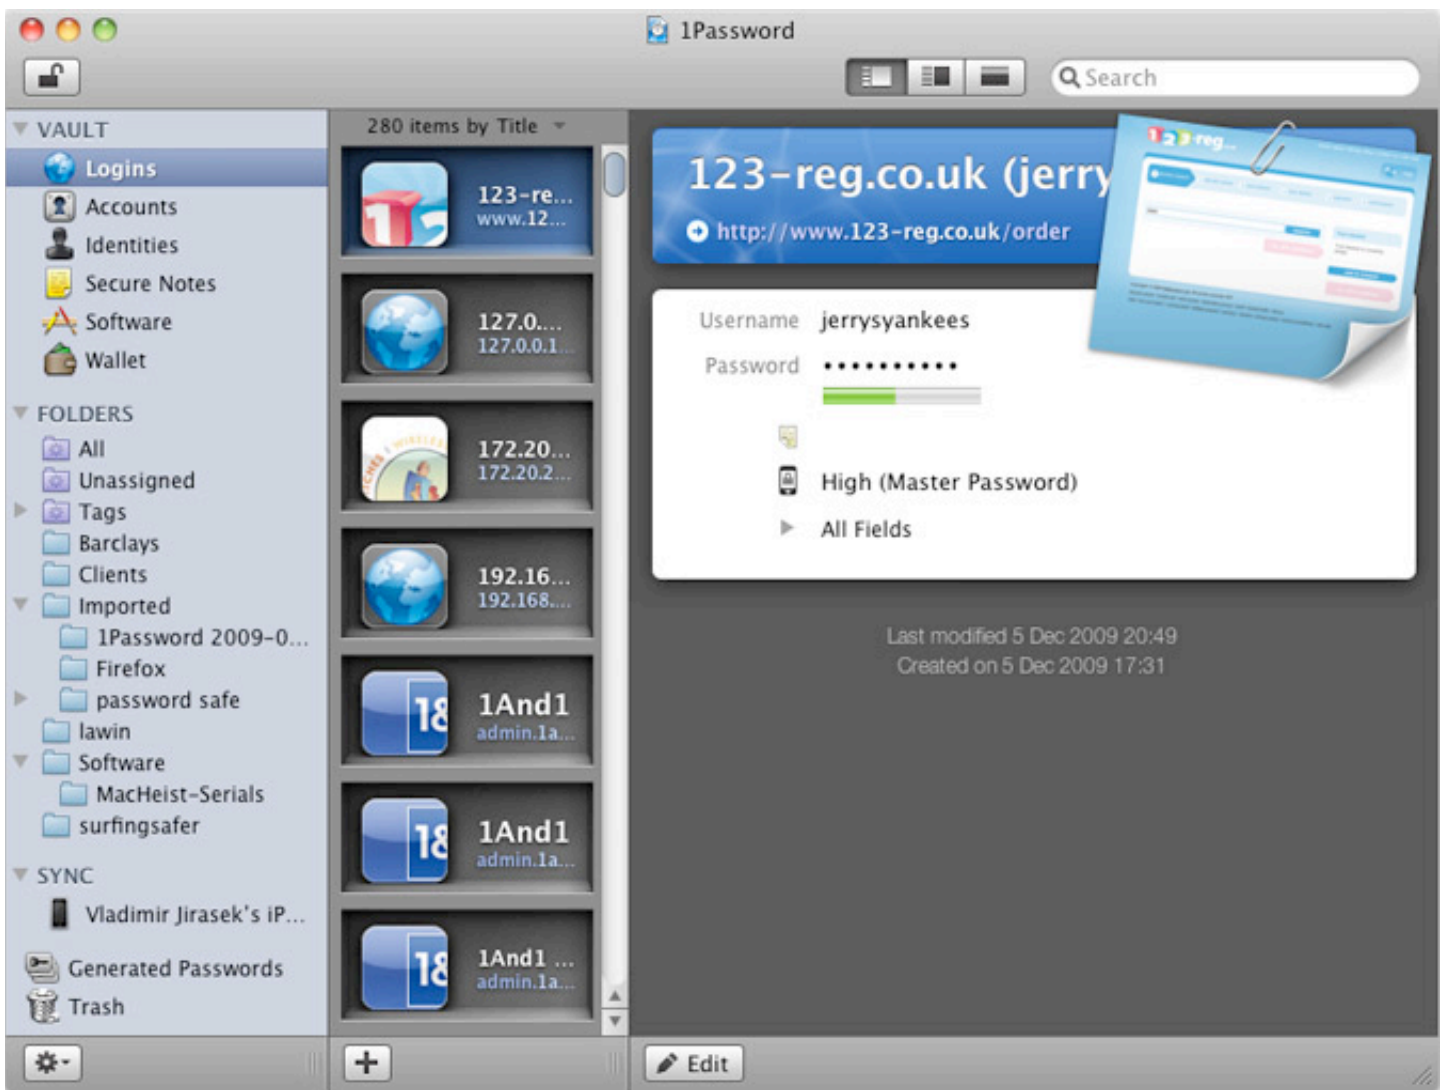 1Password
Search
VAULT
Logins
Accounts
Identities
Secure Notes
Software
Wallet
FOLDERS
All
Unassigned
Tags
Barclays
Clients
Imported
1Password 2009-0...
Firefox
password safe
lawin
Software
MacHeist-Serials
surfingsafer
SYNC
Vladimir Jirasek's iP...
Generated Passwords
Trash
280 items by Title
123-re...
www.12...
127.0....
127.0.0.1...
172.20...
172.20.2...
192.16...
192.168....
18
1And1
admin.1a...
18
1And1
admin.1a...
18
1And1 ...
admin.1a...
123-reg.co.uk (jerry
http://www.123-reg.co.uk/order
123-reg
Username jerrysyankees
Password ••••••••••
High (Master Password)
All Fields
Last modified 5 Dec 2009 20:49
Created on 5 Dec 2009 17:31
Edit